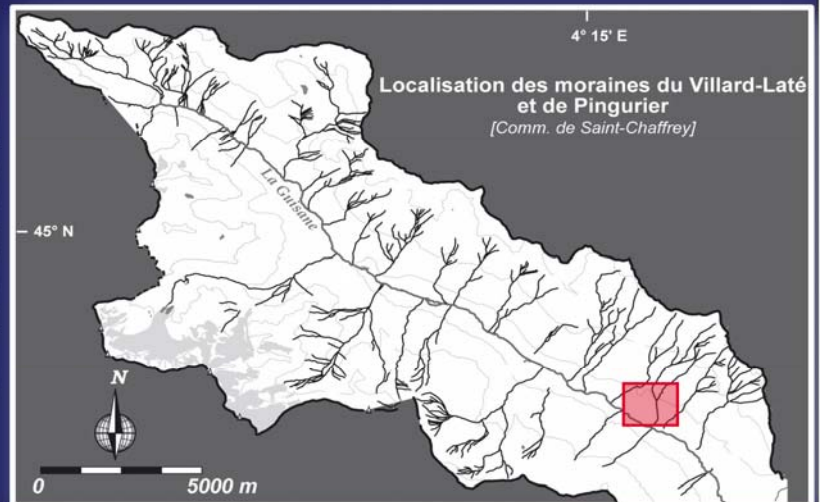 4° 15' E
Localisation des moraines du Villard-Laté
et de Pingurier
[Comm. de Saint-Chaffrey]
La Guisane
45° N
N
0 5000 m